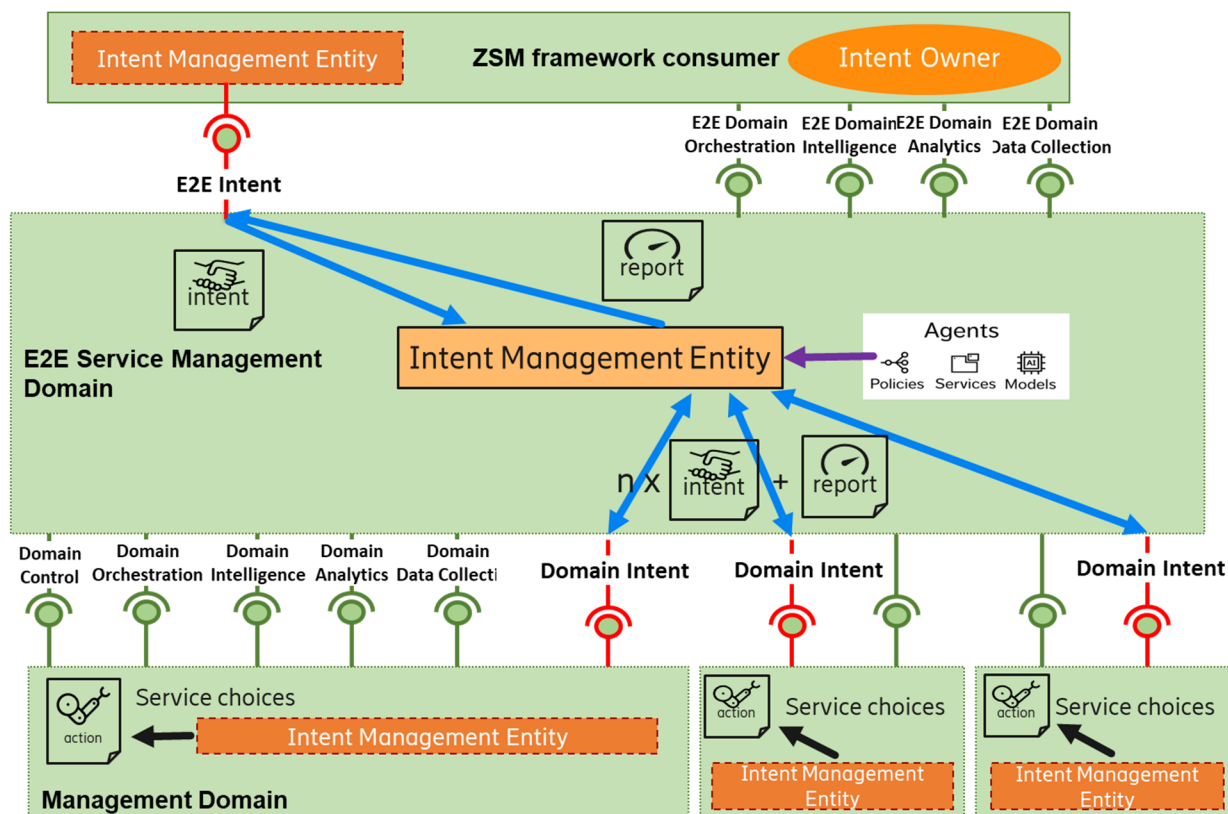 Intent Management Entity
ZSM framework consumer
Intent Owner
E2E Domain
Orchestration
E2E Domain
Intelligence
E2E Domain
Analytics
E2E Domain
Data Collection
E2E Intent
intent
report
E2E Service Management
Domain
Intent Management Entity
Agents
Policies
Services
AI
Models
n x
intent
+
report
Domain
Control
Domain
Orchestration
Domain
Intelligence
Domain
Analytics
Domain
Data Collecti
Domain Intent
Domain Intent
Domain Intent
action
Service choices
Intent Management Entity
Management Domain
action
Service choices
Intent Management
Entity
action
Service choices
Intent Management
Entity